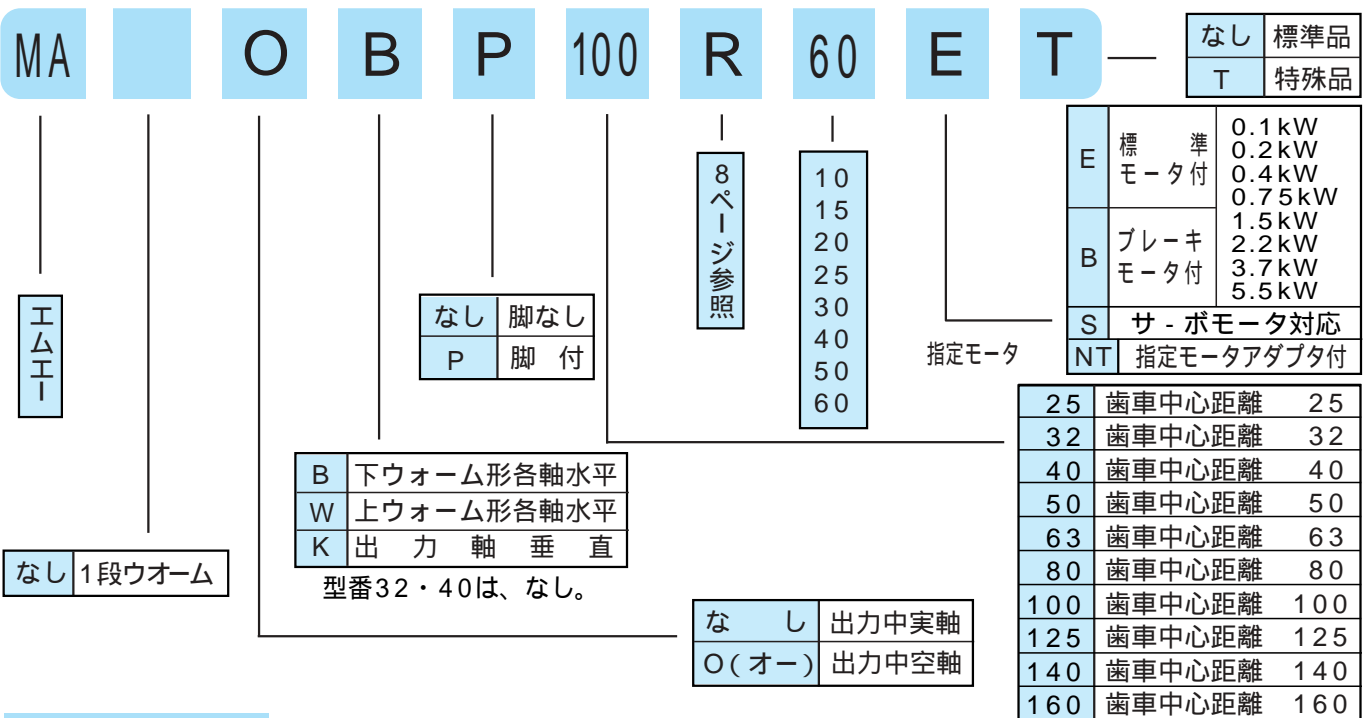 MA O B P 100 R 60 E T
なし 標準品
T 特殊品
E 標準モータ付
B ブレーキモータ付
0.1kW
0.2kW
0.4kW
0.75kW
1.5kW
2.2kW
3.7kW
5.5kW
S サ-ボモータ対応
NT 指定モータアダプタ付
指定モータ
8ページ参照
10
15
20
25
30
40
50
60
エムエー
なし 脚なし
P 脚付
B 下ウォーム形各軸水平
W 上ウォーム形各軸水平
K 出力軸垂直
型番32・40は、なし。
なし 1段ウオーム
なし 出力中実軸
O(オー) 出力中空軸
25 歯車中心距離 25
32 歯車中心距離 32
40 歯車中心距離 40
50 歯車中心距離 50
63 歯車中心距離 63
80 歯車中心距離 80
100 歯車中心距離 100
125 歯車中心距離 125
140 歯車中心距離 140
160 歯車中心距離 160